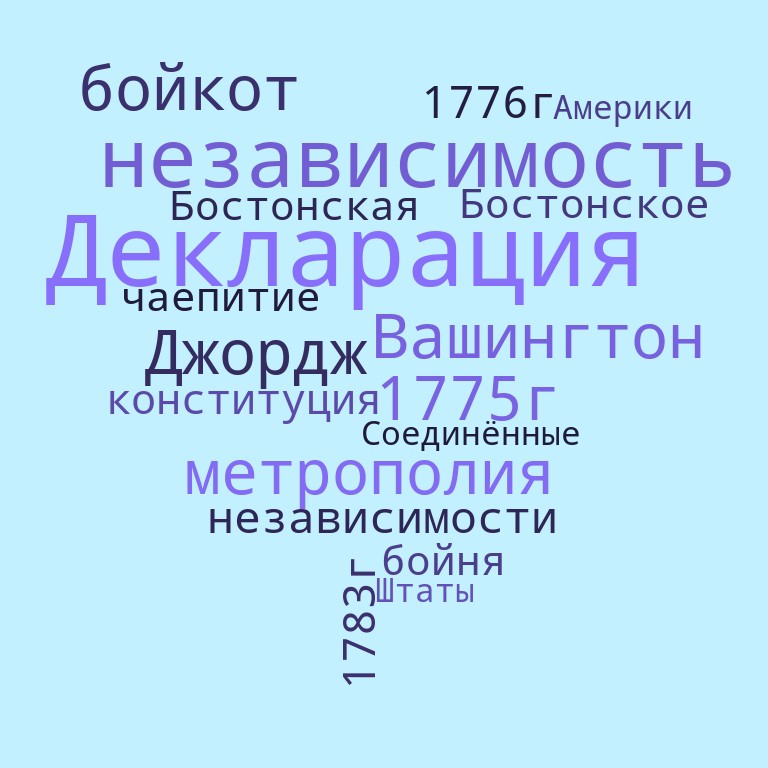 бойкот
1776г
Америки
независимость
Бостонская
Бостонское
Декларация
чаепитие
Вашингтон
Джордж
1775г
конституция
Соединённые
метрополия
независимости
бойня
Штаты
1783г